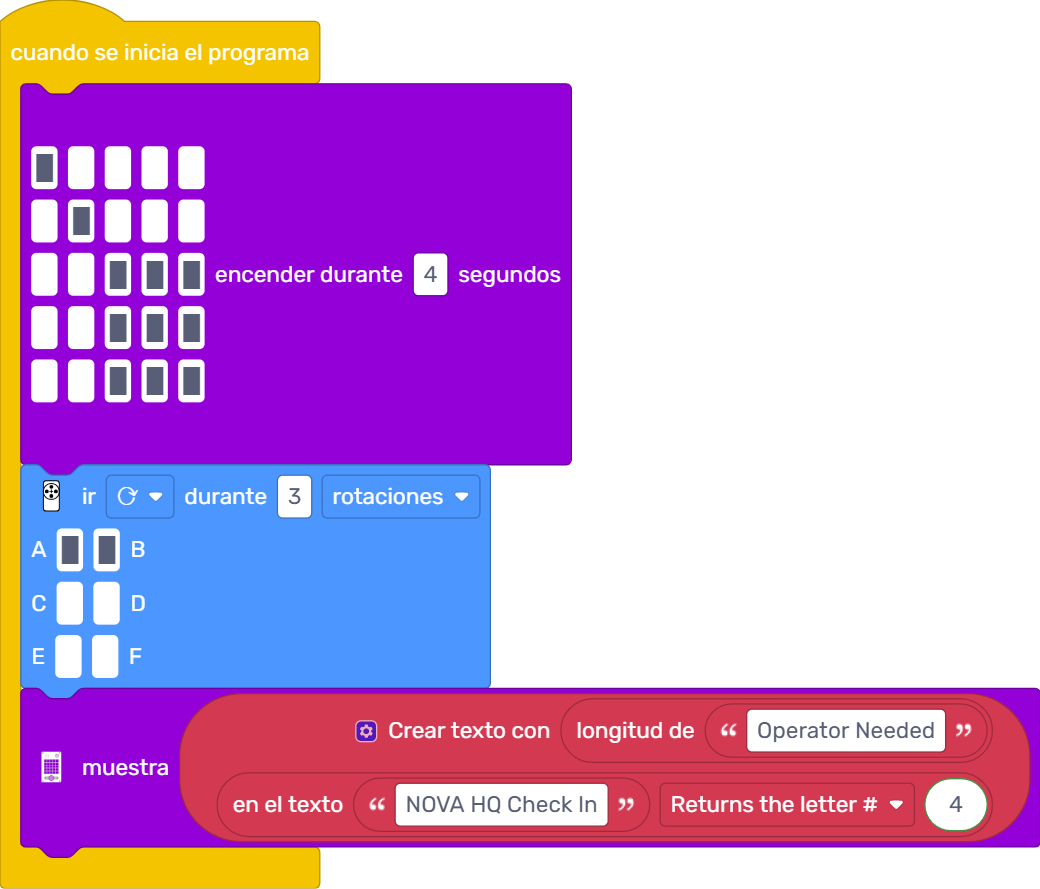 cuando se inicia el programa
encender durante 4 segundos
ir durante 3 rotaciones
A B
C D
E F
Crear texto con longitud de “ Operator Needed ”
muestra
en el texto “ NOVA HQ Check In ” Returns the letter # 4